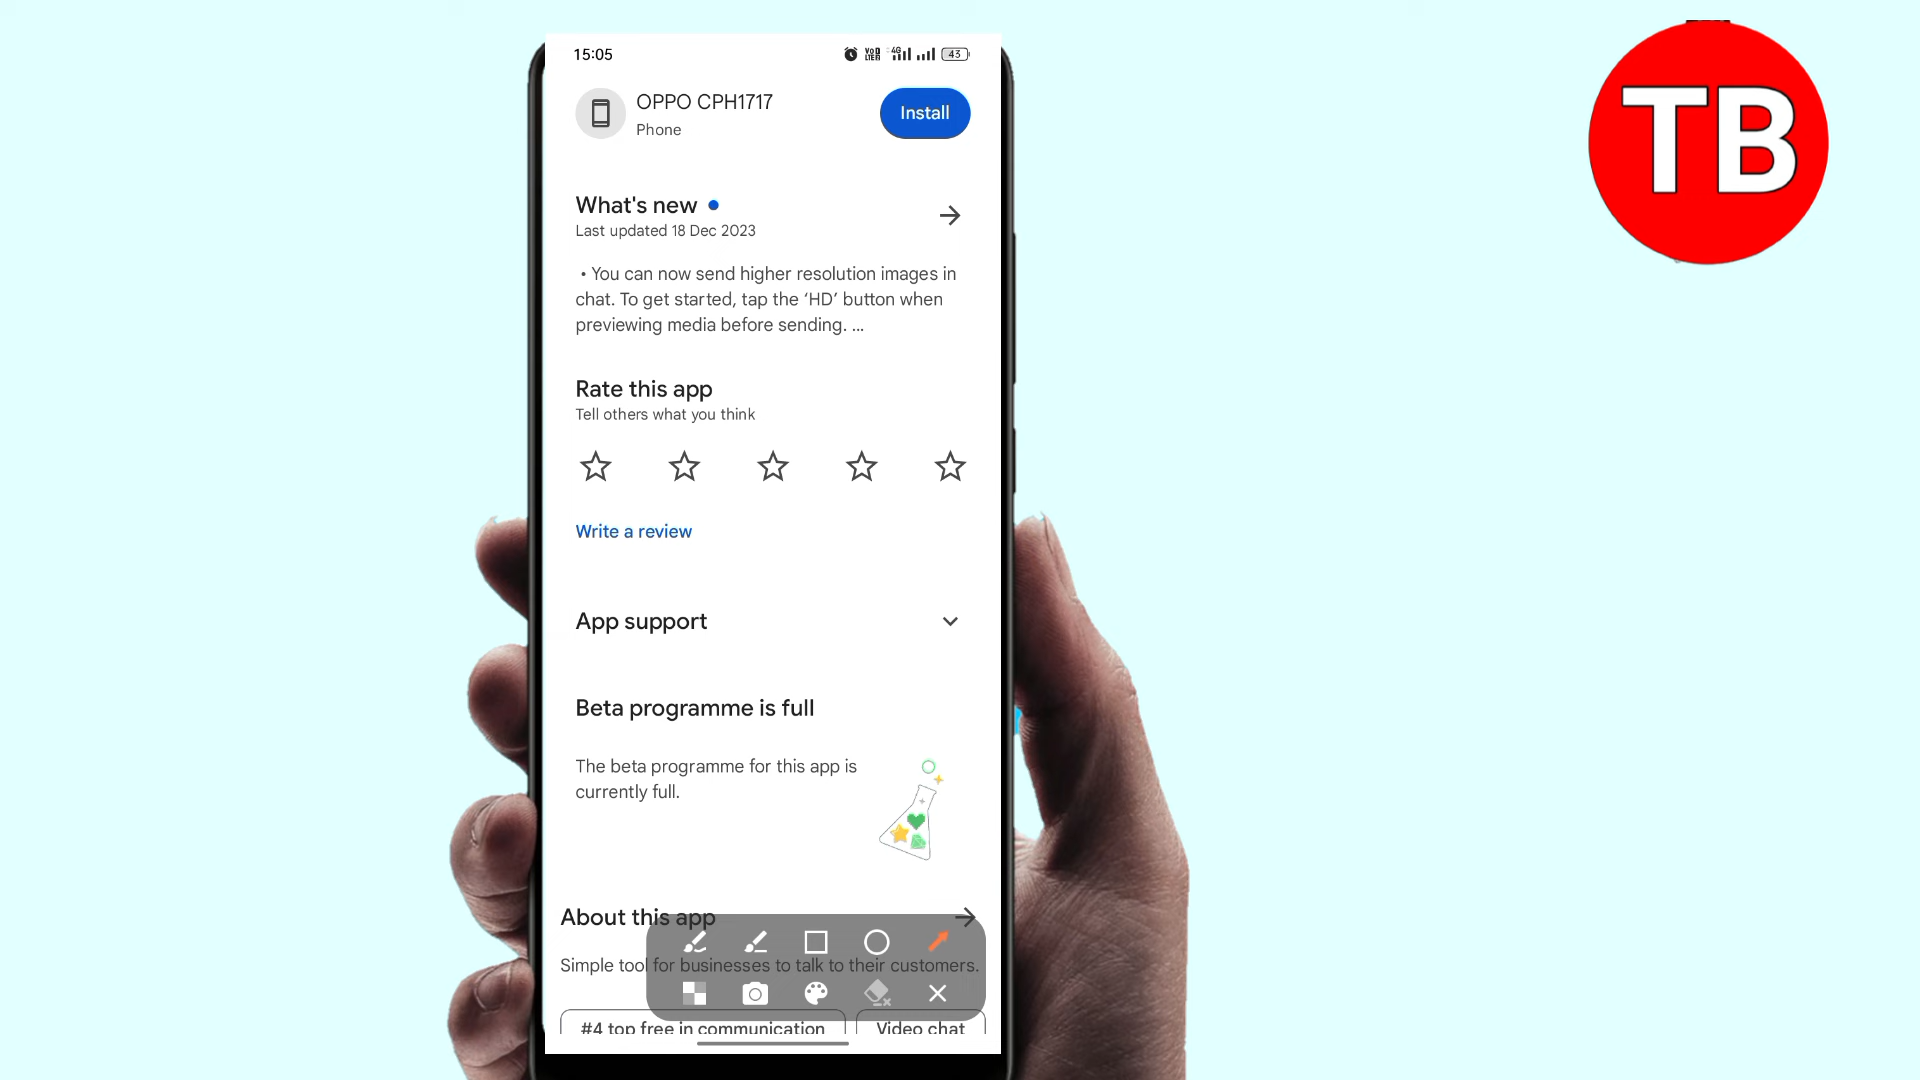 15:05
VoD LTE1 4G 43
TB
OPPO CPH1717
Phone
Install
What's new
Last updated 18 Dec 2023
• You can now send higher resolution images in
chat. To get started, tap the ‘HD’ button when
previewing media before sending. ...
Rate this app
Tell others what you think
Write a review
App support
Beta programme is full
The beta programme for this app is
currently full.
About this app
Simple tool for businesses to talk to their customers.
#4 top free in communication
Video chat